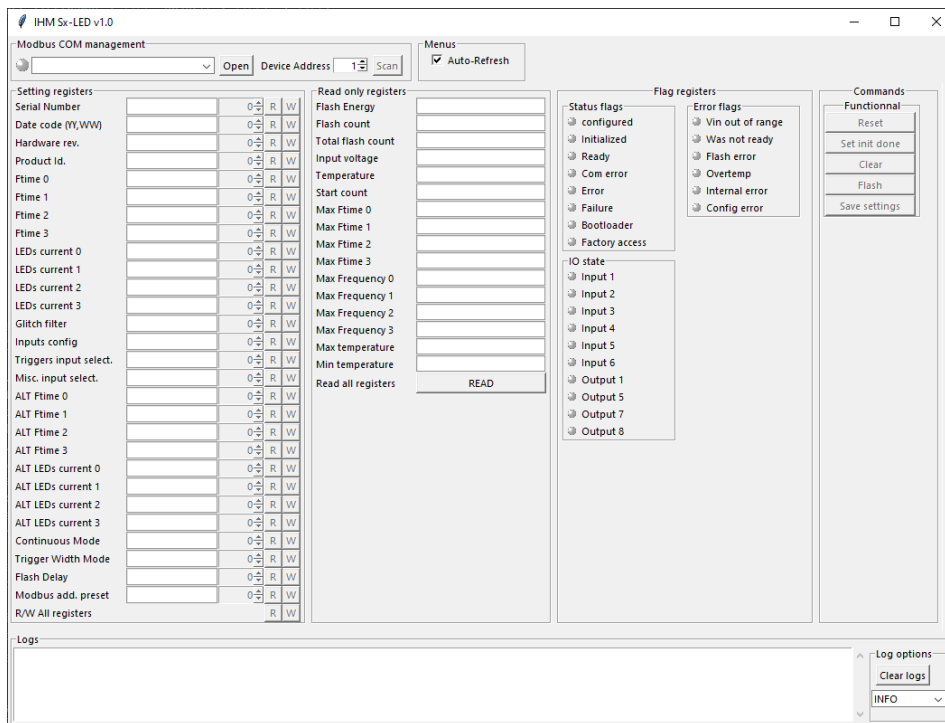 IHM Sx-LED v1.0
Modbus COM management
Open Device Address 1 Scan
Menus
Auto-Refresh
Setting registers
Serial Number 0 R W
Date code (YY,WW) 0 R W
Hardware rev. 0 R W
Product Id. 0 R W
Ftime 0 0 R W
Ftime 1 0 R W
Ftime 2 0 R W
Ftime 3 0 R W
LEDs current 0 0 R W
LEDs current 1 0 R W
LEDs current 2 0 R W
LEDs current 3 0 R W
Glitch filter 0 R W
Inputs config 0 R W
Triggers input select. 0 R W
Misc. input select. 0 R W
ALT Ftime 0 0 R W
ALT Ftime 1 0 R W
ALT Ftime 2 0 R W
ALT Ftime 3 0 R W
ALT LEDs current 0 0 R W
ALT LEDs current 1 0 R W
ALT LEDs current 2 0 R W
ALT LEDs current 3 0 R W
Continuous Mode 0 R W
Trigger Width Mode 0 R W
Flash Delay 0 R W
Modbus add. preset 0 R W
R/W All registers R W
Read only registers
Flash Energy
Flash count
Total flash count
Input voltage
Temperature
Start count
Max Ftime 0
Max Ftime 1
Max Ftime 2
Max Ftime 3
Max Frequency 0
Max Frequency 1
Max Frequency 2
Max Frequency 3
Max temperature
Min temperature
Read all registers READ
Flag registers
Status flags
configured
Initialized
Ready
Com error
Error
Failure
Bootloader
Factory access
Error flags
Vin out of range
Was not ready
Flash error
Overtemp
Internal error
Config error
IO state
Input 1
Input 2
Input 3
Input 4
Input 5
Input 6
Output 1
Output 5
Output 7
Output 8
Commands
Functionnal
Reset
Set init done
Clear
Flash
Save settings
Logs
Log options
Clear logs
INFO